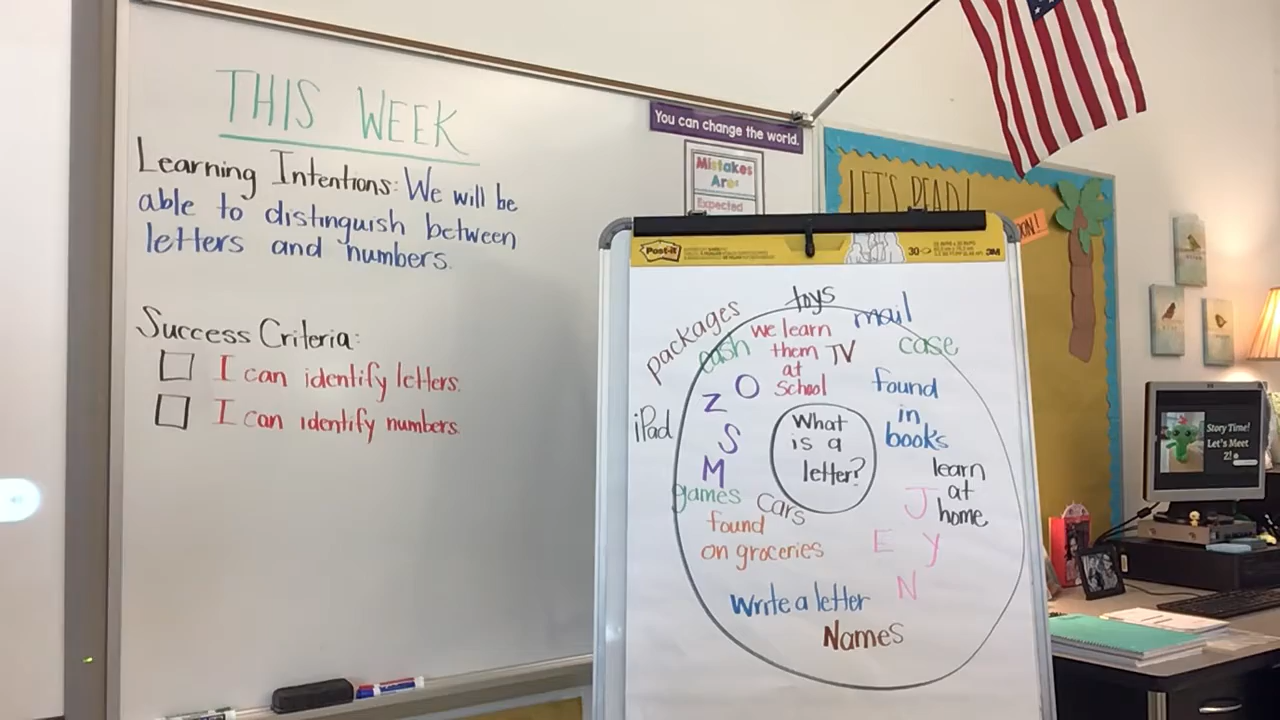 THIS WEEK
Learning Intentions: We will be
able to distinguish between
letters and numbers.
Success Criteria:
I can identify letters.
I can identify numbers.
You can change the world.
Mistakes
Are:
Expected
LET'S READ!
Post-it
30
3M
toys
packages
mail
we learn
them
at
school
TV
cash
case
O
Z
S
M
found
in
books
iPad
What
is a
letter?
learn
at
home
J
E
y
N
games
cars
found
on groceries
Write a letter
Names
Story Time!
Let's Meet
Z!